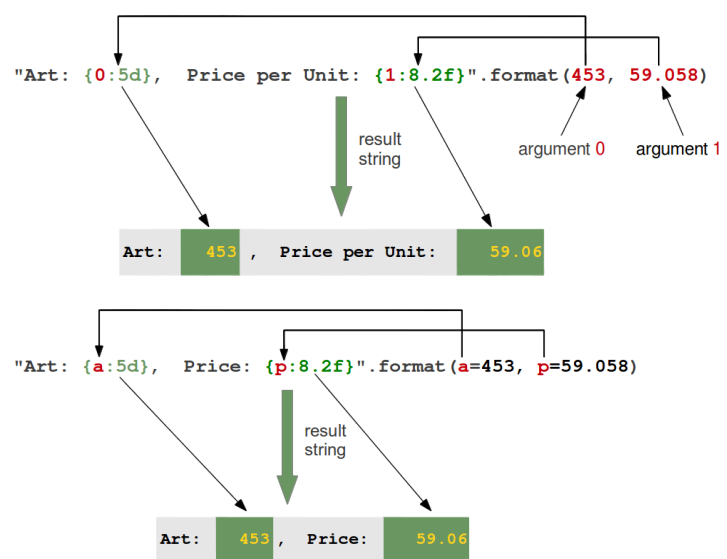 "Art: {0:5d},  Price per Unit: {1:8.2f}".format(453, 59.058)
result
string
argument 0
argument 1
Art:   453 ,  Price per Unit:    59.06
"Art: {a:5d},  Price: {p:8.2f}".format(a=453, p=59.058)
result
string
Art:   453 ,  Price:    59.06